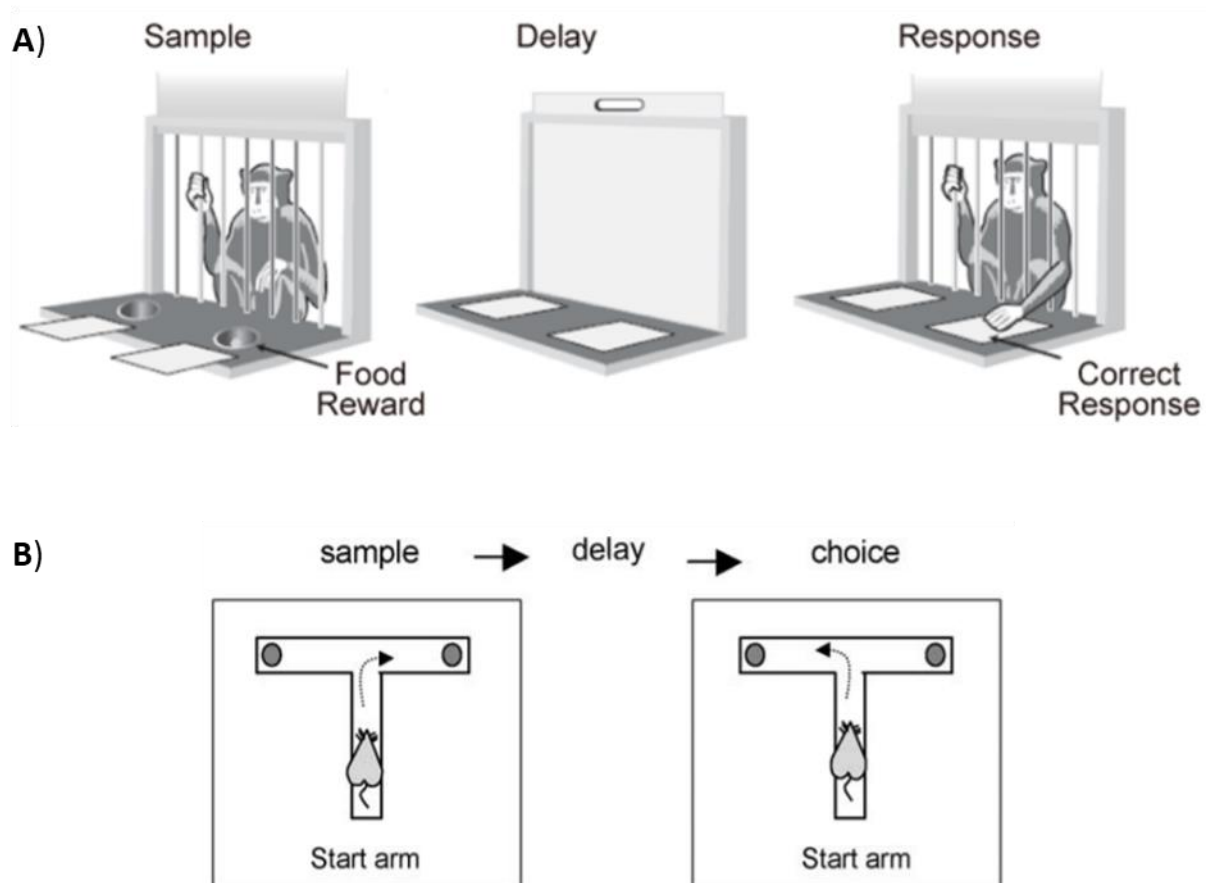 A)
Sample
Delay
Response
Food
Reward
Correct
Response
B)
sample
delay
choice
Start arm
Start arm